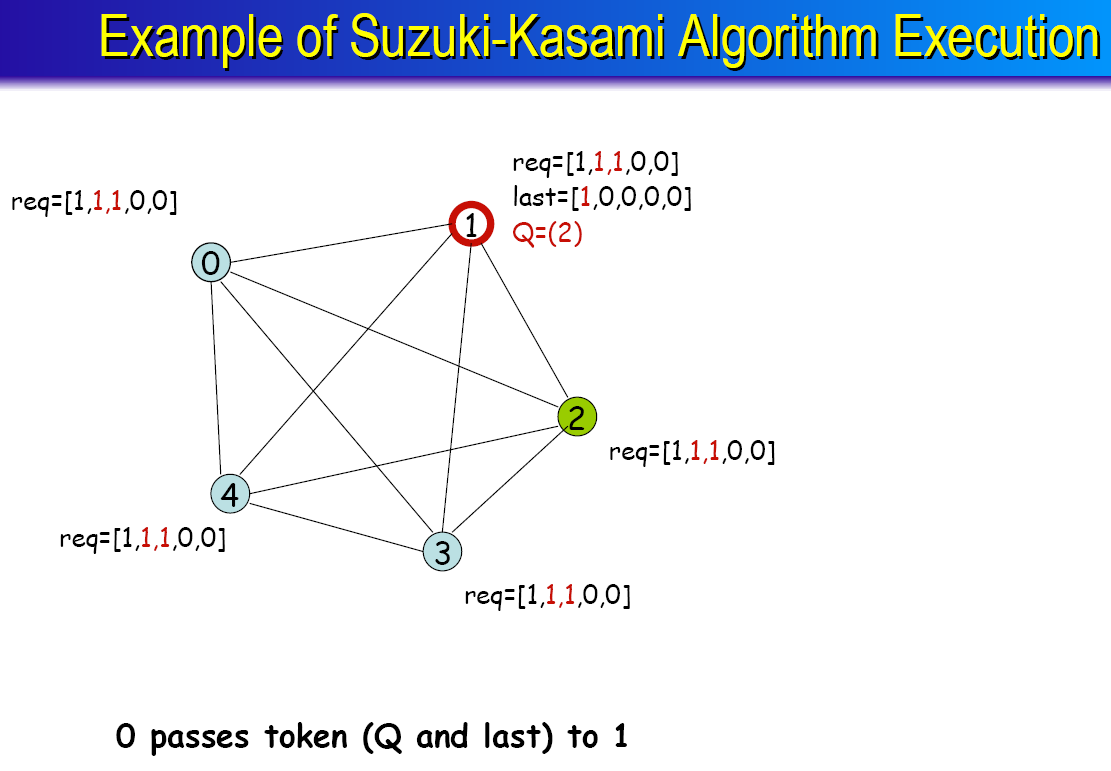 Example of Suzuki-Kasami Algorithm Execution
req=[1,1,1,0,0]
last=[1,0,0,0,0]
Q=(2)
req=[1,1,1,0,0]
1
0
2
req=[1,1,1,0,0]
4
req=[1,1,1,0,0]
3
req=[1,1,1,0,0]
0 passes token (Q and last) to 1